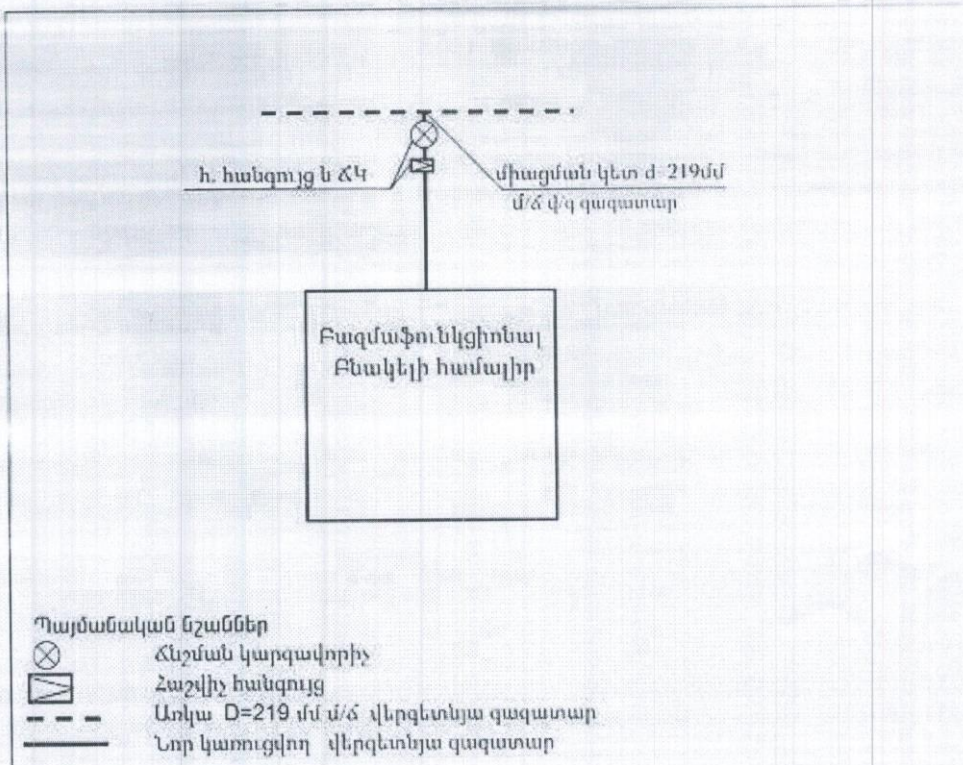 հ. հանգույց և ՃԿ
միացման կետ d-219մմ
մ/ճ վ/գ գազատար
Բազմաֆունկցիոնալ
Բնակելի համալիր
Պայմանական նշաններ
Ճնշման կարգավորիչ
Հաշվիչ հանգույց
Առկա D=219 մմ մ/ճ վերգետնյա գազատար
Նոր կառուցվող վերգետնյա գազատար